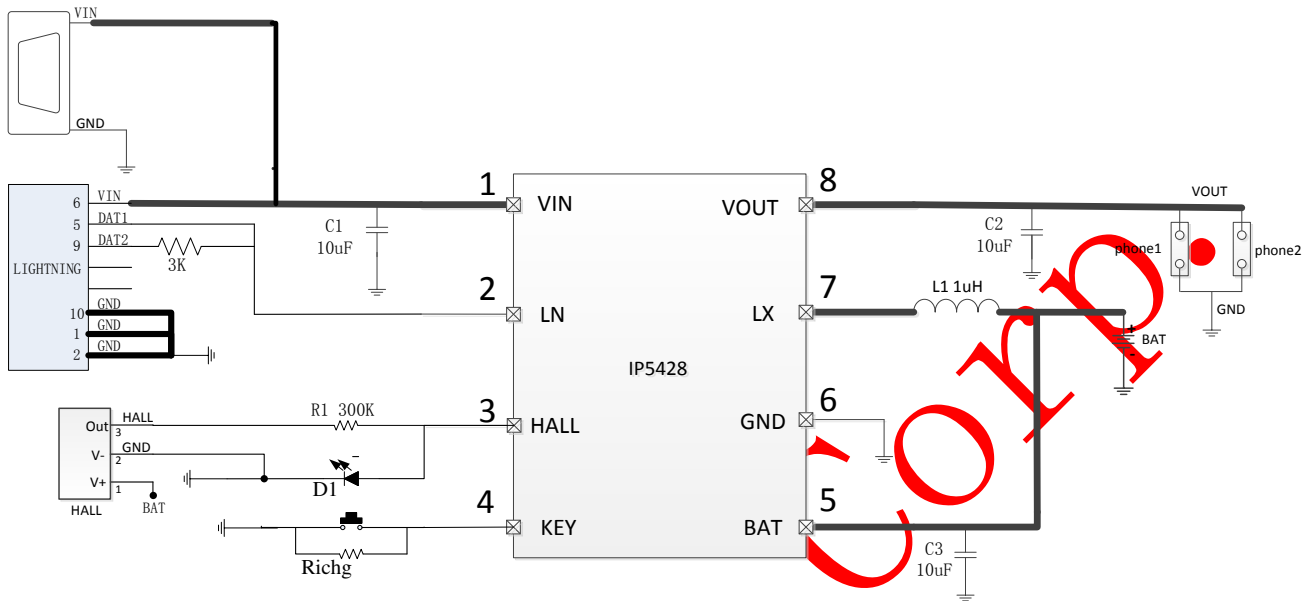 VIN
GND
6 VIN
5 DAT1
9 DAT2
3K
LIGHTNING
10 GND
1 GND
2 GND
C1
10uF
1 VIN
2 LN
3 HALL
4 KEY
IP5428
VOUT 8
LX 7
GND 6
BAT 5
VOUT
C2
10uF
phone1
phone2
GND
L1 1uH
+
BAT
-
C3
10uF
HALL
Out 3
GND
V- 2
V+ 1
BAT
HALL
R1 300K
-
D1
Richg
Corp